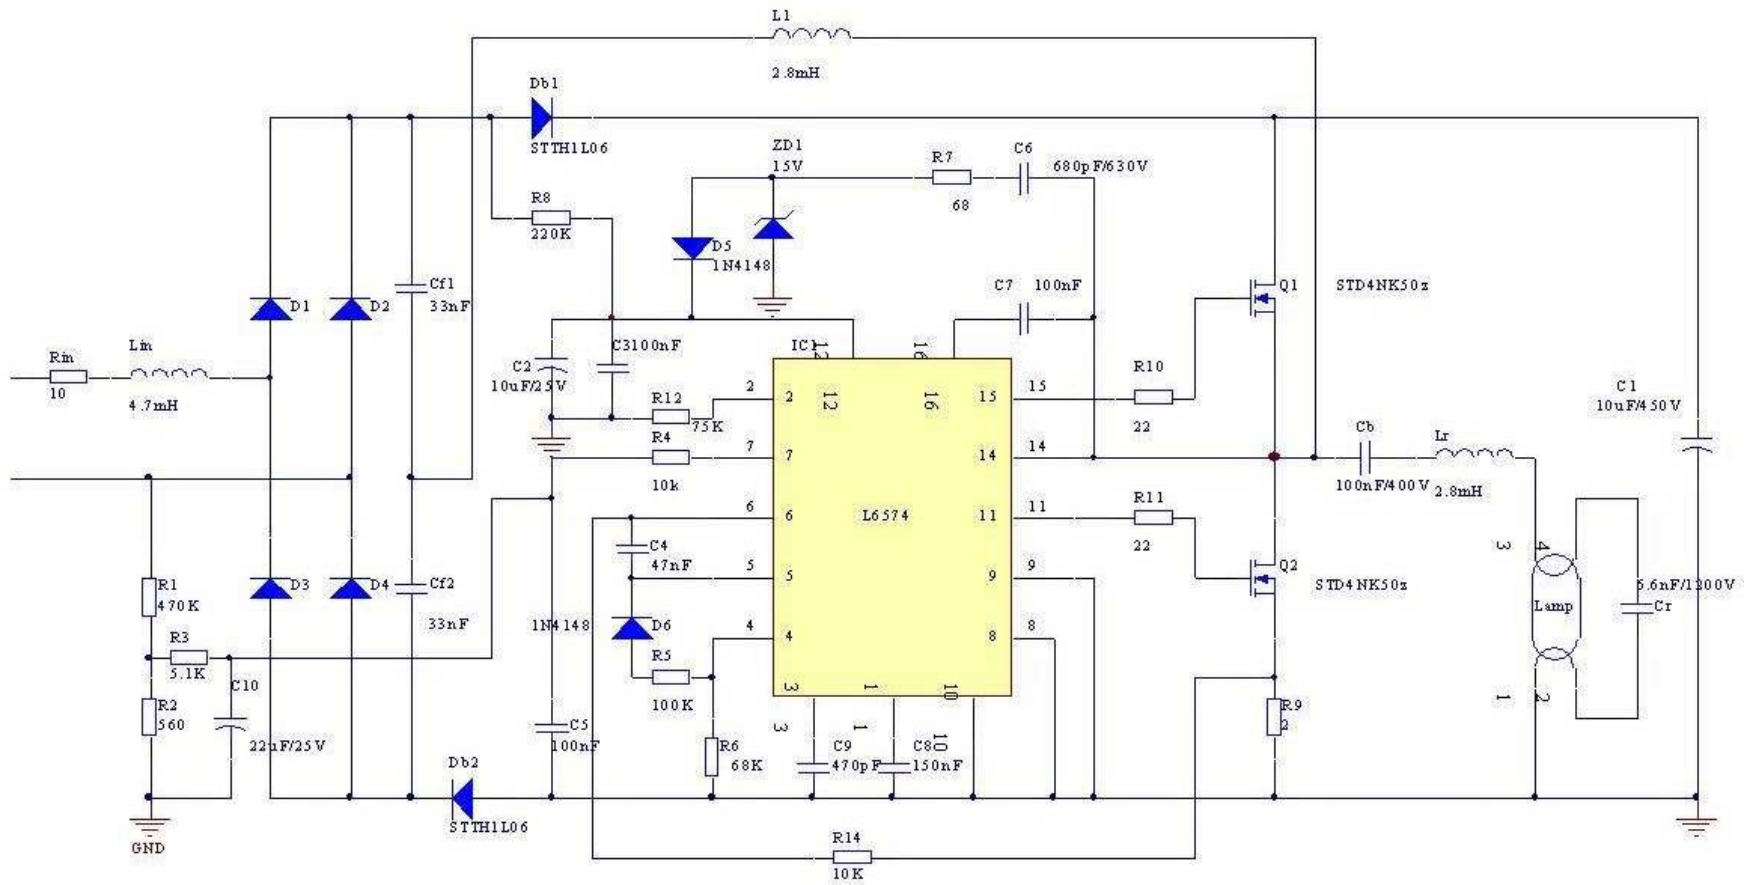 L1
2.8mH
Db1
STTH1L06
ZD1
15V
R7
68
C6
680pF/630V
R8
220K
D5
1N4148
Cf1
33nF
D1
D2
C7
100nF
Q1
STD4NK50z
Rin
10
Lin
4.7mH
C2
10uF/25V
C3100nF
IC1
12
16
R12
75K
R4
10k
2
2
12
16
15
15
R10
22
7
7
14
14
C1
10uF/450V
Cb
100nF/400V
Lr
2.8mH
6
6
L6574
11
11
R11
22
C4
47nF
5
5
9
9
Q2
STD4NK50z
3
4
D3
D4
Cf2
33nF
R1
470K
1N4148
D6
4
4
8
8
Lamp
5.6nF/1200V
Cr
R3
5.1K
R5
100K
3
1
10
1
2
C10
22uF/25V
R2
560
C5
100nF
R6
68K
3
C9
470pF
1
10
C8
150nF
R9
2
Db2
STTH1L06
GND
R14
10K